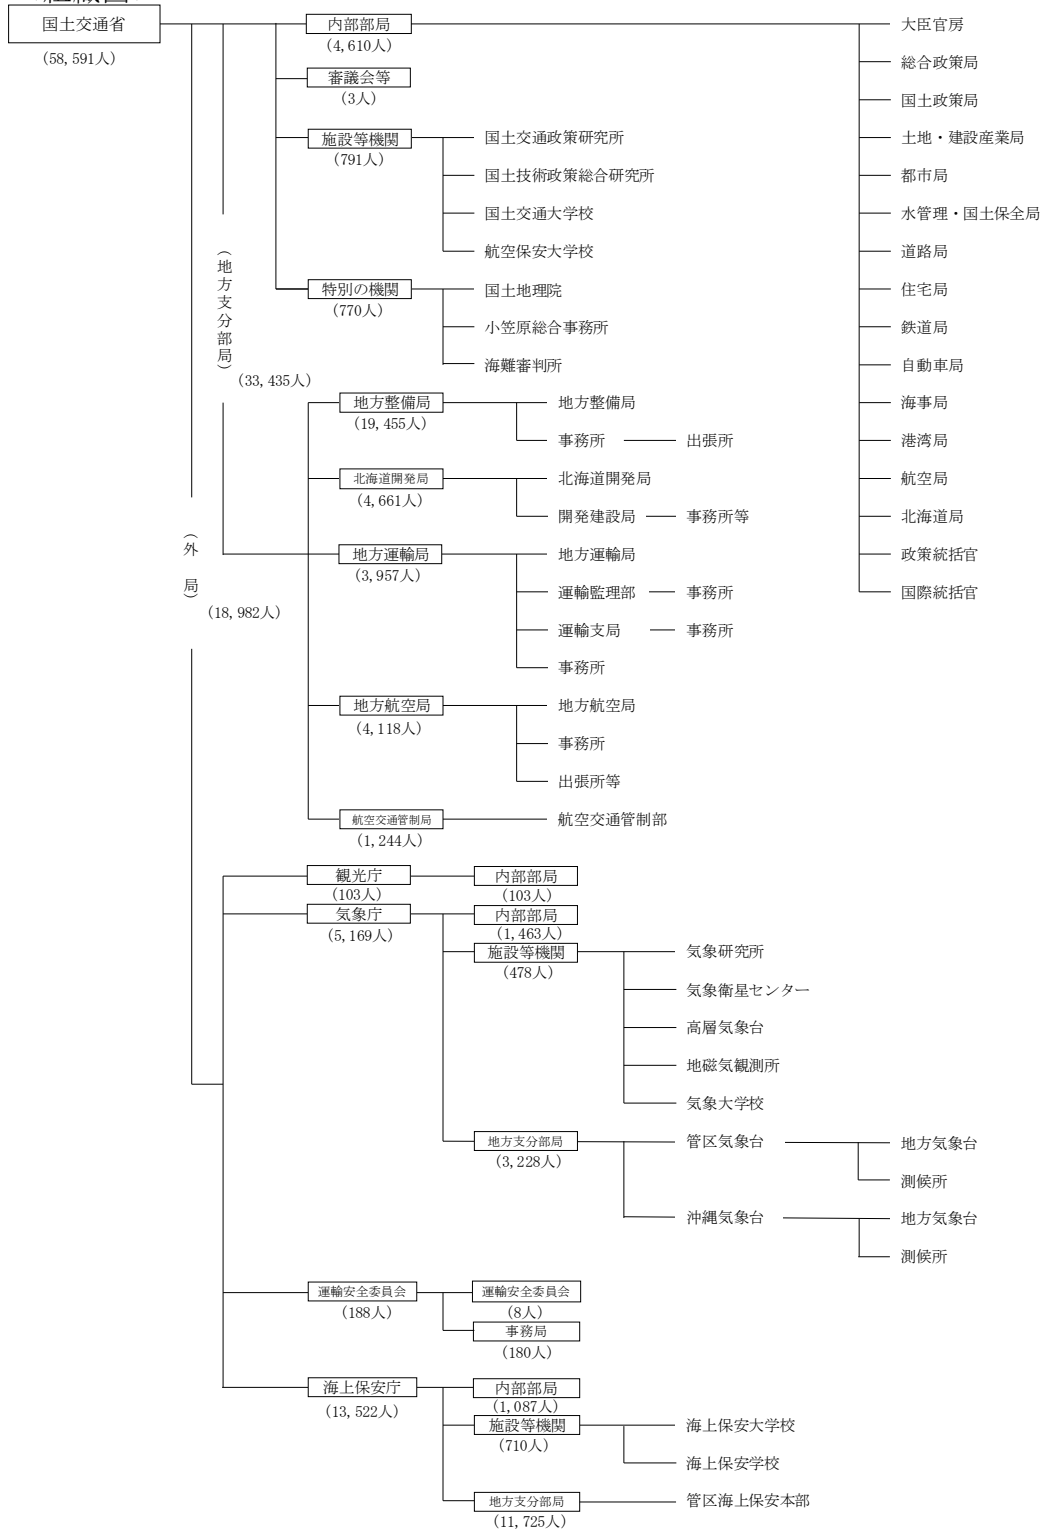 国土交通省
(58,591人)
内部部局
(4,610人)
大臣官房
総合政策局
国土政策局
土地・建設産業局
都市局
水管理・国土保全局
道路局
住宅局
鉄道局
自動車局
海事局
港湾局
航空局
北海道局
政策統括官
国際統括官
審議会等
(3人)
施設等機関
(791人)
国土交通政策研究所
国土技術政策総合研究所
国土交通大学校
航空保安大学校
特別の機関
(770人)
国土地理院
小笠原総合事務所
海難審判所
(地方支分部局)
(33,435人)
地方整備局
(19,455人)
地方整備局
事務所
出張所
北海道開発局
(4,661人)
北海道開発局
開発建設局
事務所等
地方運輸局
(3,957人)
地方運輸局
運輸監理部
事務所
運輸支局
事務所
事務所
地方航空局
(4,118人)
地方航空局
事務所
出張所等
航空交通管制局
(1,244人)
航空交通管制部
(外局)
(18,982人)
観光庁
(103人)
内部部局
(103人)
気象庁
(5,169人)
内部部局
(1,463人)
施設等機関
(478人)
気象研究所
気象衛星センター
高層気象台
地磁気観測所
気象大学校
地方支分部局
(3,228人)
管区気象台
地方気象台
測候所
沖縄気象台
地方気象台
測候所
運輸安全委員会
(188人)
運輸安全委員会
(8人)
事務局
(180人)
海上保安庁
(13,522人)
内部部局
(1,087人)
施設等機関
(710人)
海上保安大学校
海上保安学校
地方支分部局
(11,725人)
管区海上保安本部